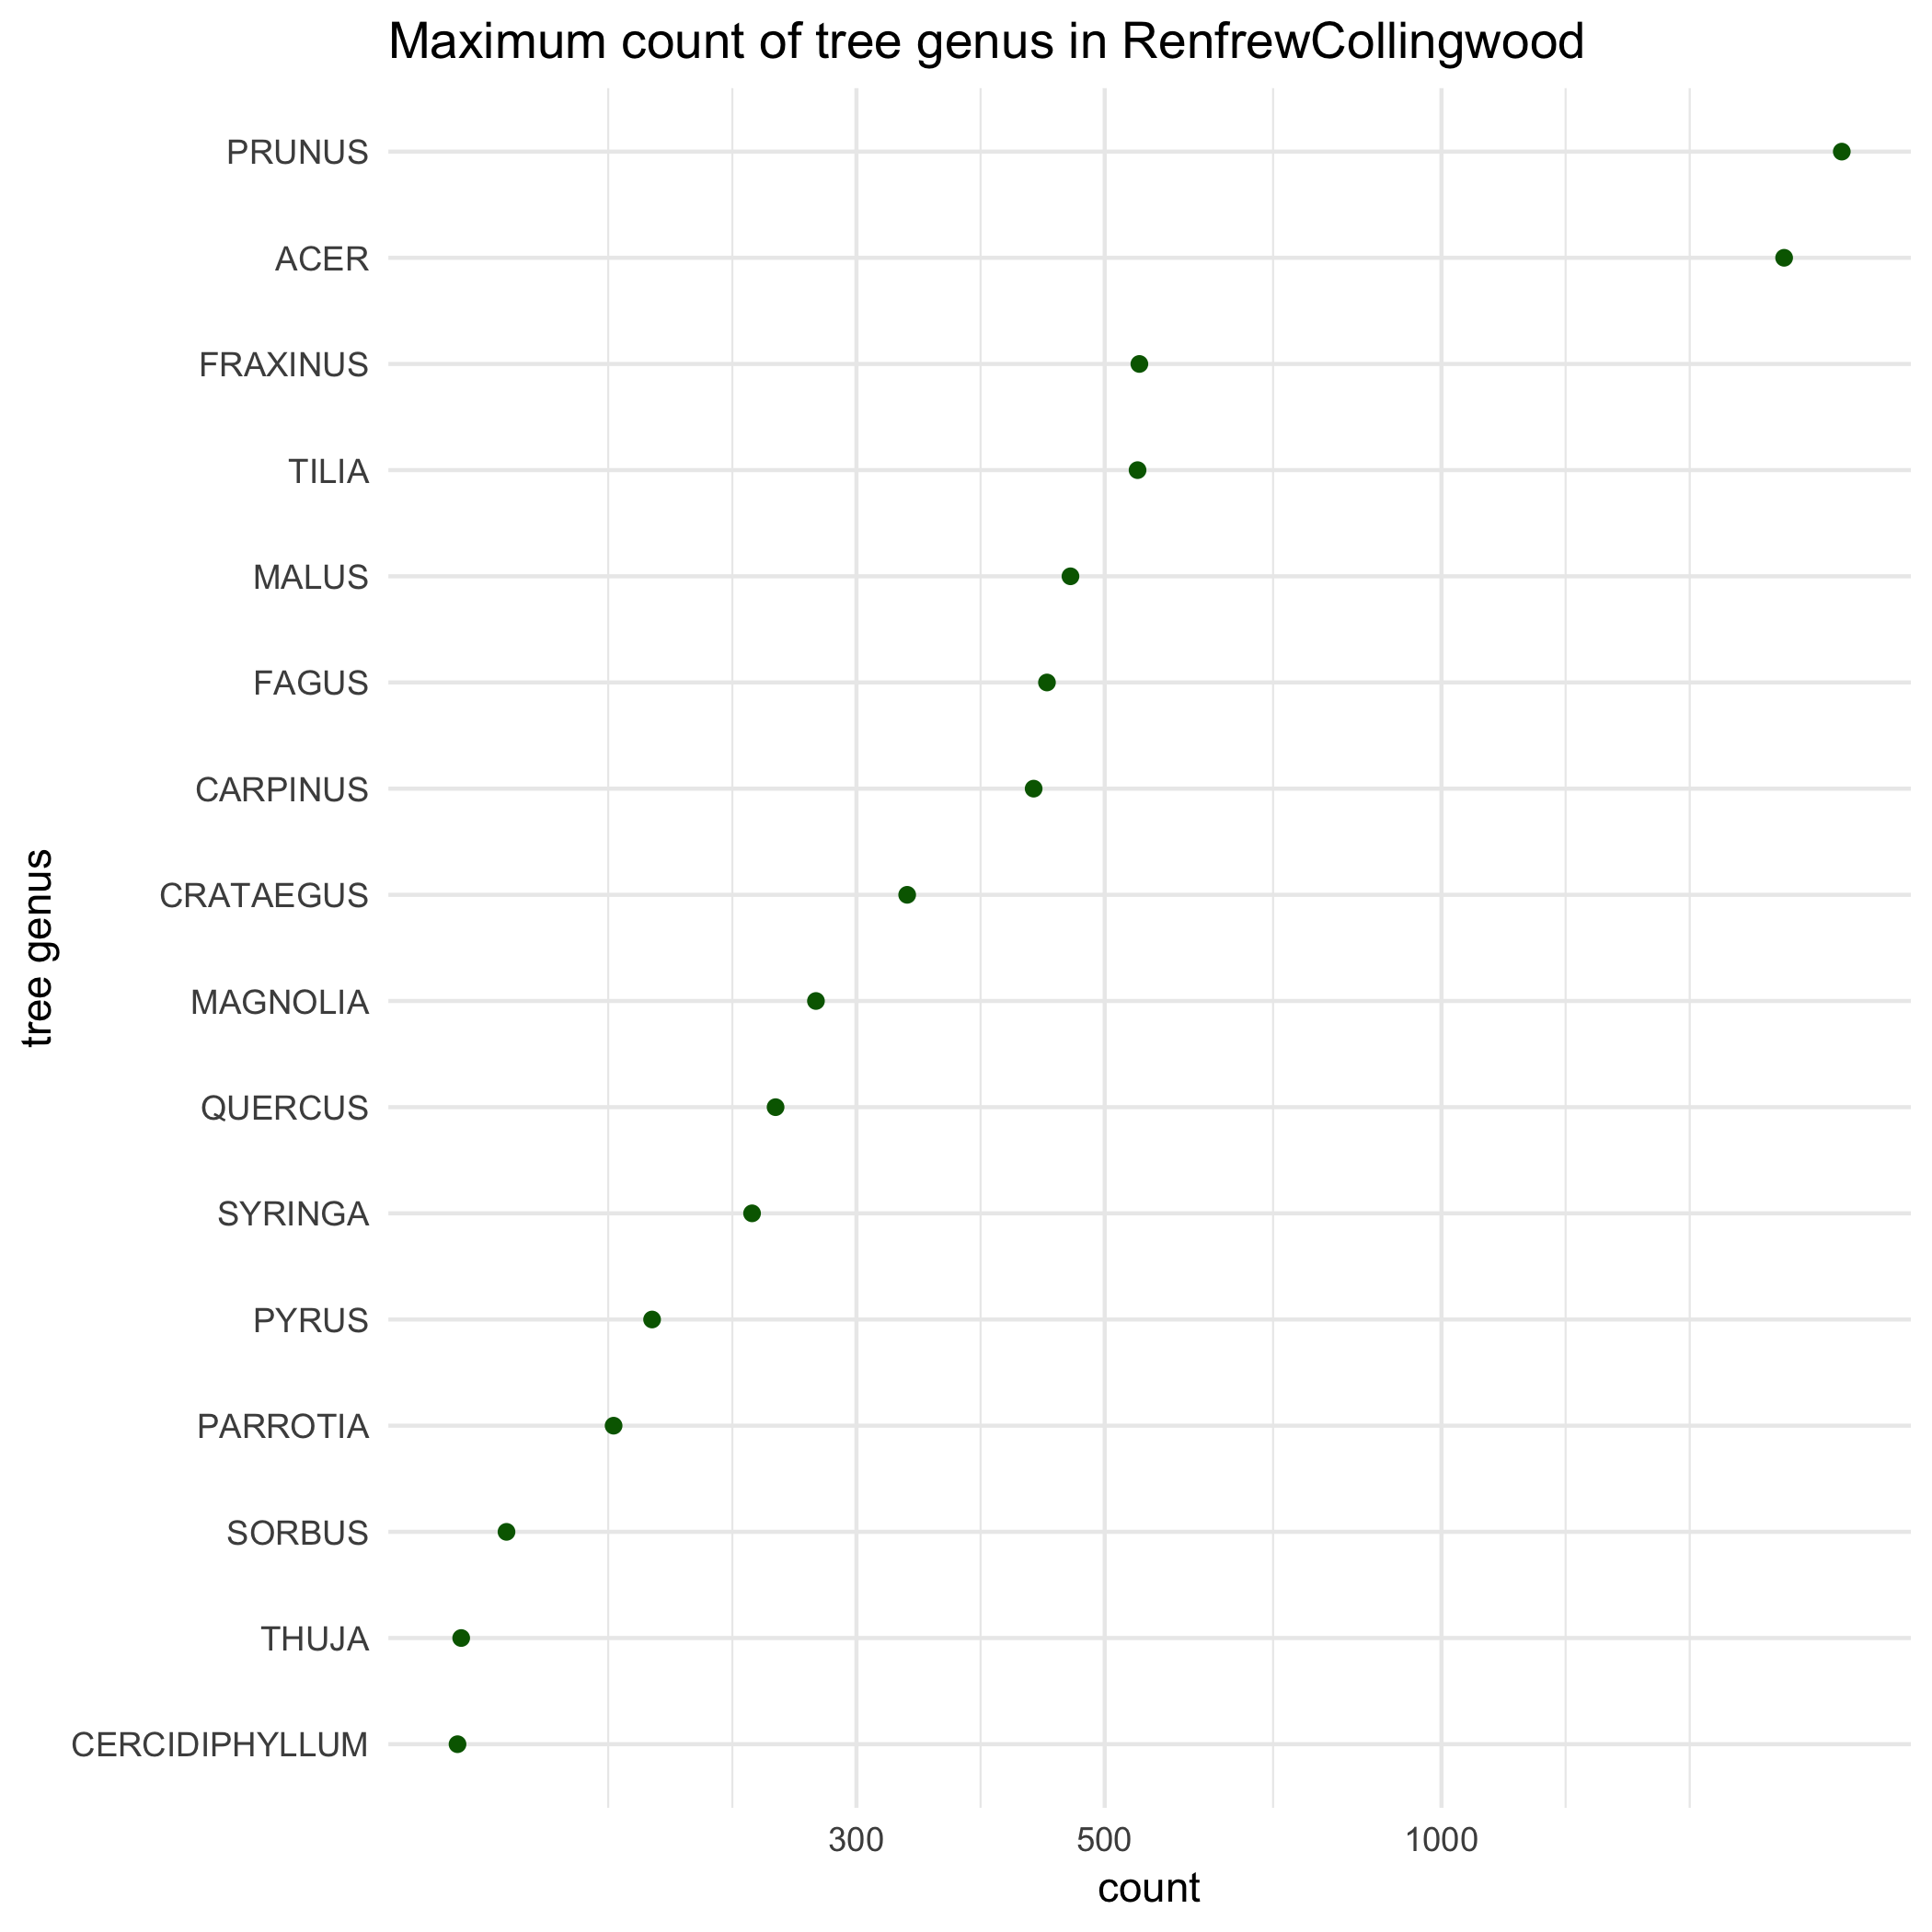 Maximum count of tree genus in RenfrewCollingwood
PRUNUS
ACER
FRAXINUS
TILIA
MALUS
FAGUS
CARPINUS
CRATAEGUS
MAGNOLIA
QUERCUS
SYRINGA
PYRUS
PARROTIA
SORBUS
THUJA
CERCIDIPHYLLUM
tree genus
300 500 1000
count